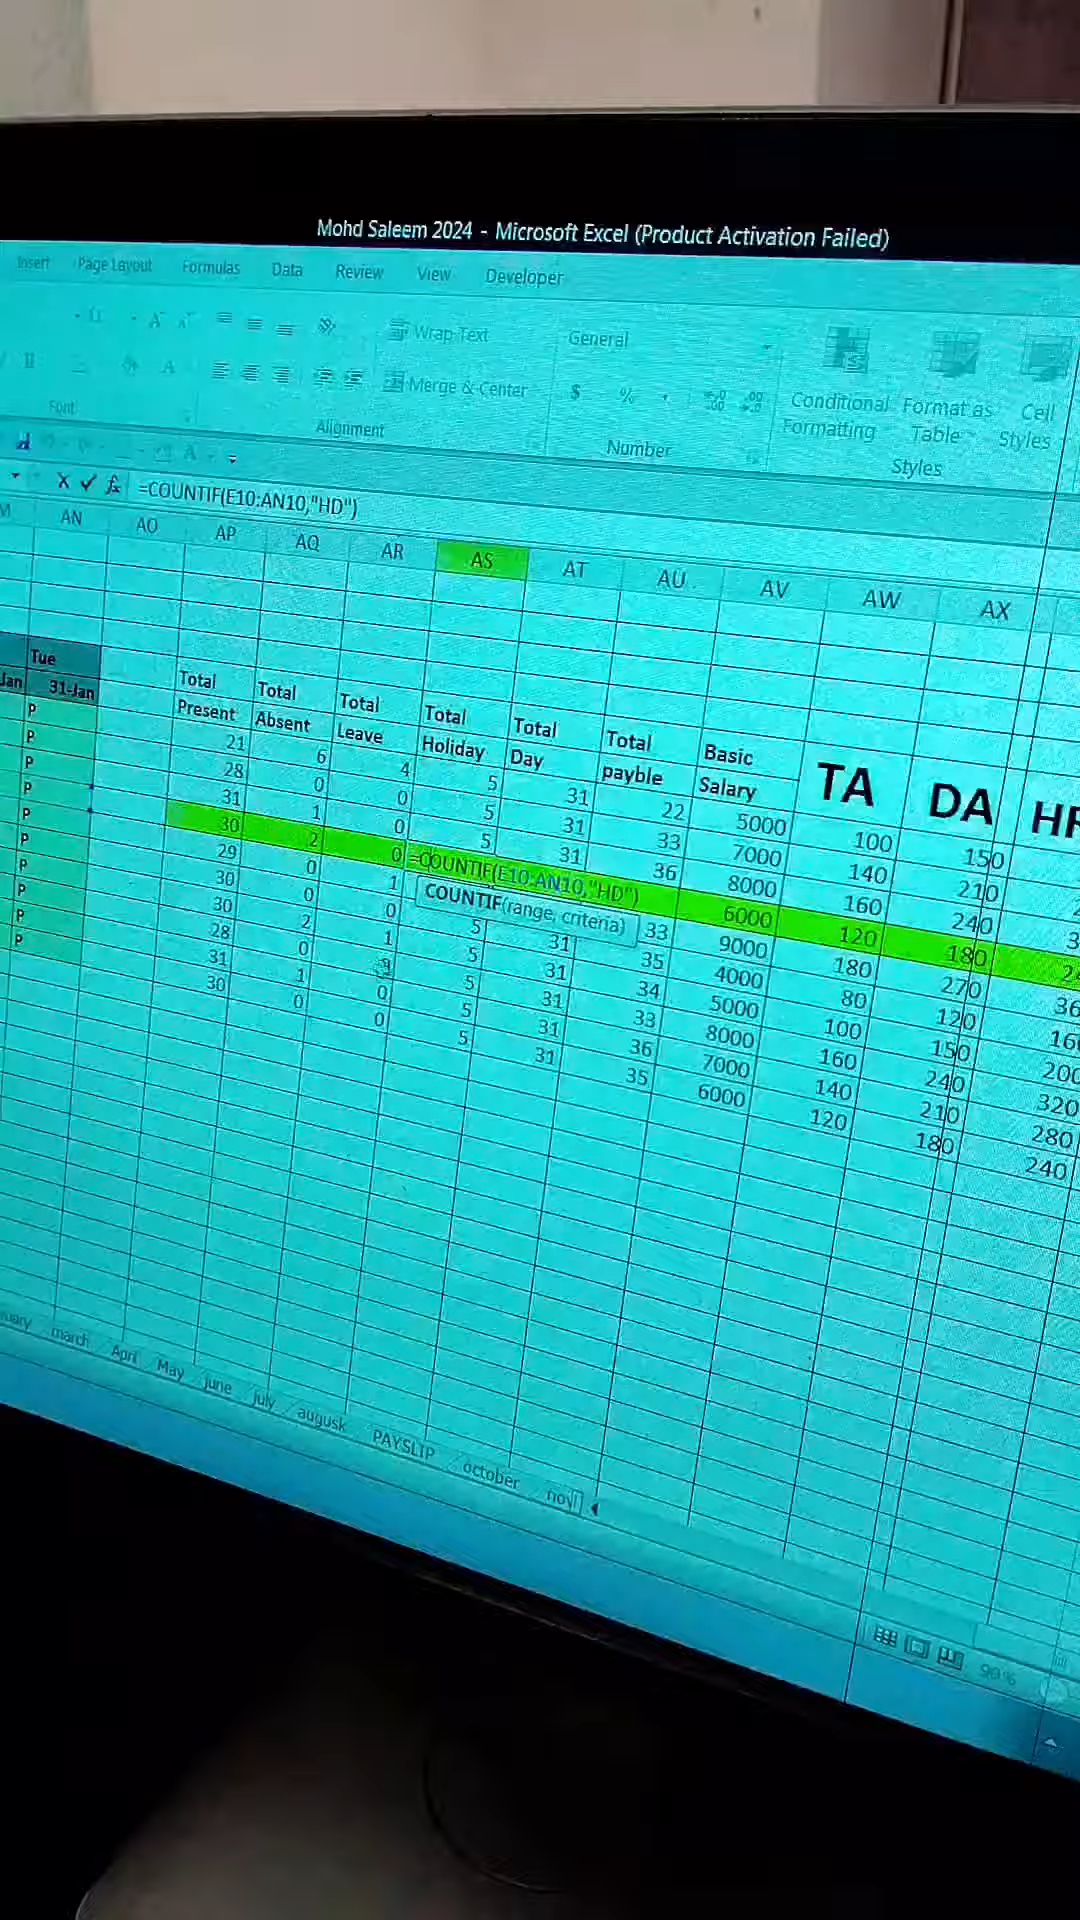 Mohd Saleem 2024 - Microsoft Excel (Product Activation Failed)
Insert Page Layout Formulas Data Review View Developer
Wrap Text General
Merge & Center $ %
Conditional Formatting Format as Table Cell Styles
Font Alignment Number Styles
=COUNTIF(E10:AN10,"HD")
AN AO AP AQ AR AS AT AU AV AW AX
Tue
Jan 31-Jan
Total Present Total Absent Total Leave Total Holiday Total Day Total payble Basic Salary TA DA
P
P
P
P
P
P
P
P
P
P
21 6 4 5 31 22 5000 100 150
28 0 0 5 31 33 7000 140 210
31 1 0 5 31 36 8000 160 240
30 2 0 =COUNTIF(E10:AN10,"HD") 6000 120 180
COUNTIF(range, criteria)
29 0 1 5 31 33 9000 180 270
30 0 0 5 31 35 4000 80 120
30 2 1 5 31 34 5000 100 150
28 0 5 31 33 8000 160 240
31 1 0 5 31 36 7000 140 210
30 0 0 5 31 35 6000 120 180
160
200
320
280
240
march April May june july augusk PAYSLIP october
90%